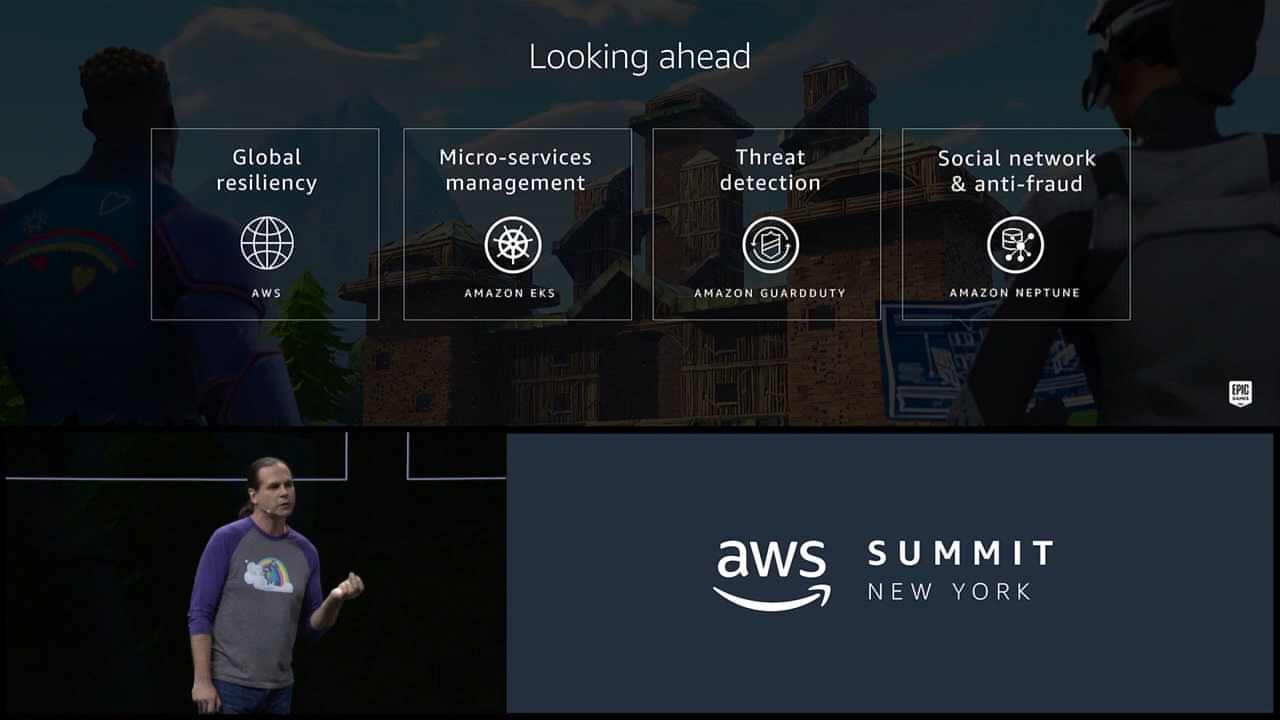 Looking ahead
Global
resiliency
AWS
Micro-services
management
AMAZON EKS
Threat
detection
AMAZON GUARDDUTY
Social network
& anti-fraud
AMAZON NEPTUNE
EPIC
GAMES
aws
SUMMIT
NEW YORK